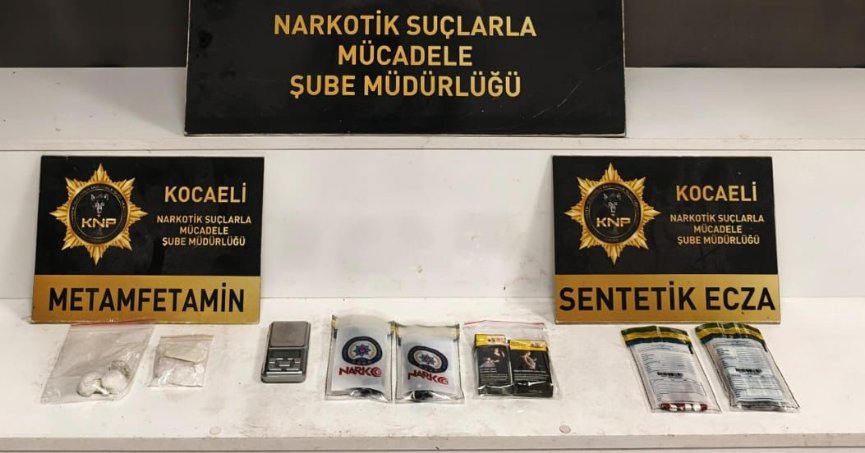 NARKOTİK SUÇLARLA
MÜCADELE
ŞUBE MÜDÜRLÜĞÜ
KNP
KOCAELİ
NARKOTİK SUÇLARLA
MÜCADELE
ŞUBE MÜDÜRLÜĞÜ
METAMFETAMİN
KNP
KOCAELİ
NARKOTİK SUÇLARLA
MÜCADELE
ŞUBE MÜDÜRLÜĞÜ
SENTETİK ECZA
NARKO
NARKO